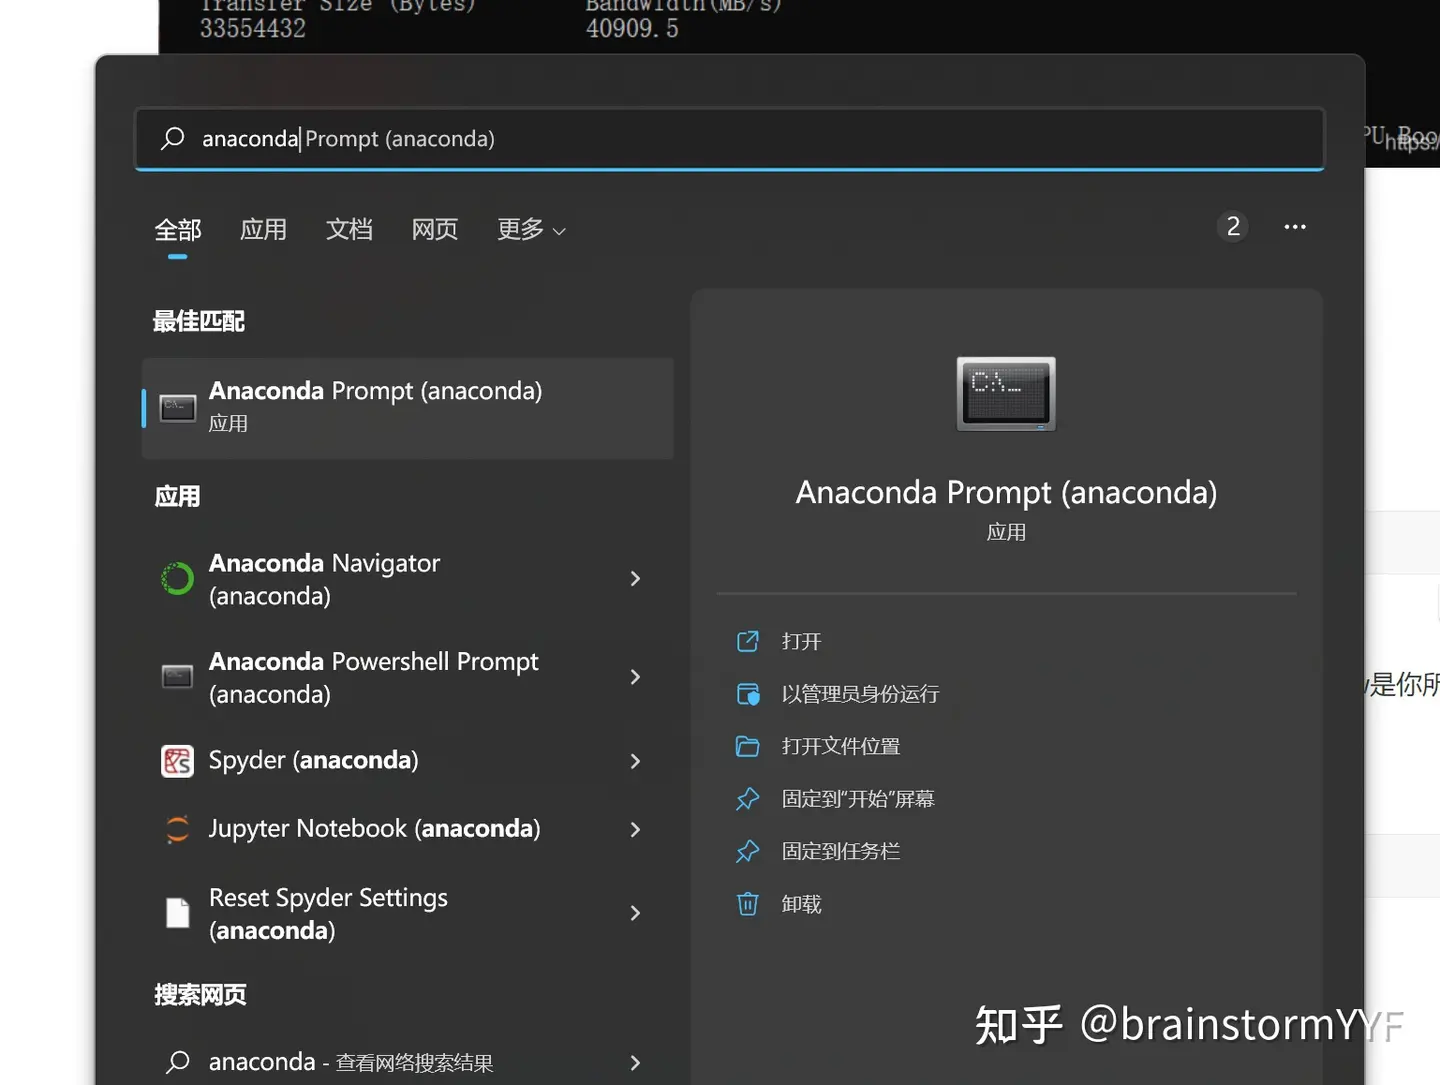 Transfer Size (Bytes) Bandwidth(MB/s)
33554432 40909.5
anaconda Prompt (anaconda)
PU Boo
https:/
全部 应用 文档 网页 更多 2 ...
最佳匹配
Anaconda Prompt (anaconda)
应用
应用
Anaconda Navigator
(anaconda)
Anaconda Powershell Prompt
(anaconda)
Spyder (anaconda)
Jupyter Notebook (anaconda)
Reset Spyder Settings
(anaconda)
搜索网页
anaconda - 查看网络搜索结果
C:\_
Anaconda Prompt (anaconda)
应用
打开
以管理员身份运行
打开文件位置
固定到“开始”屏幕
固定到任务栏
卸载
是你所
知乎 @brainstormYYF